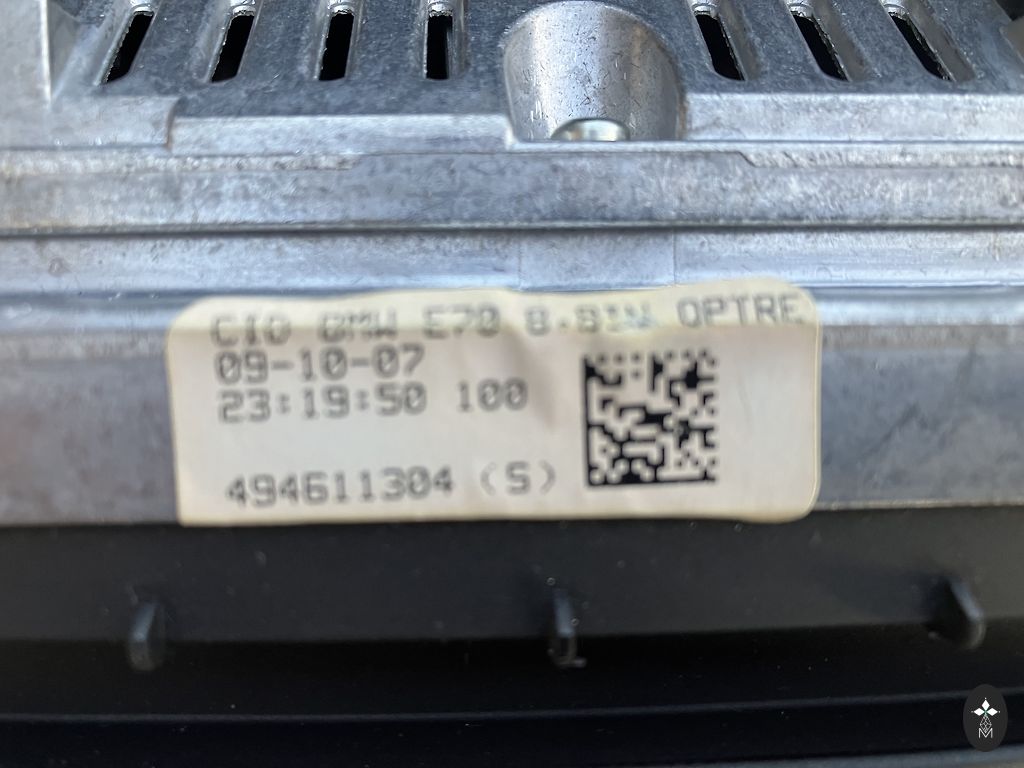 CID BMW E70 8.8IN OPTRE
09-10-07
23:19:50 100
494611304 (S)
M